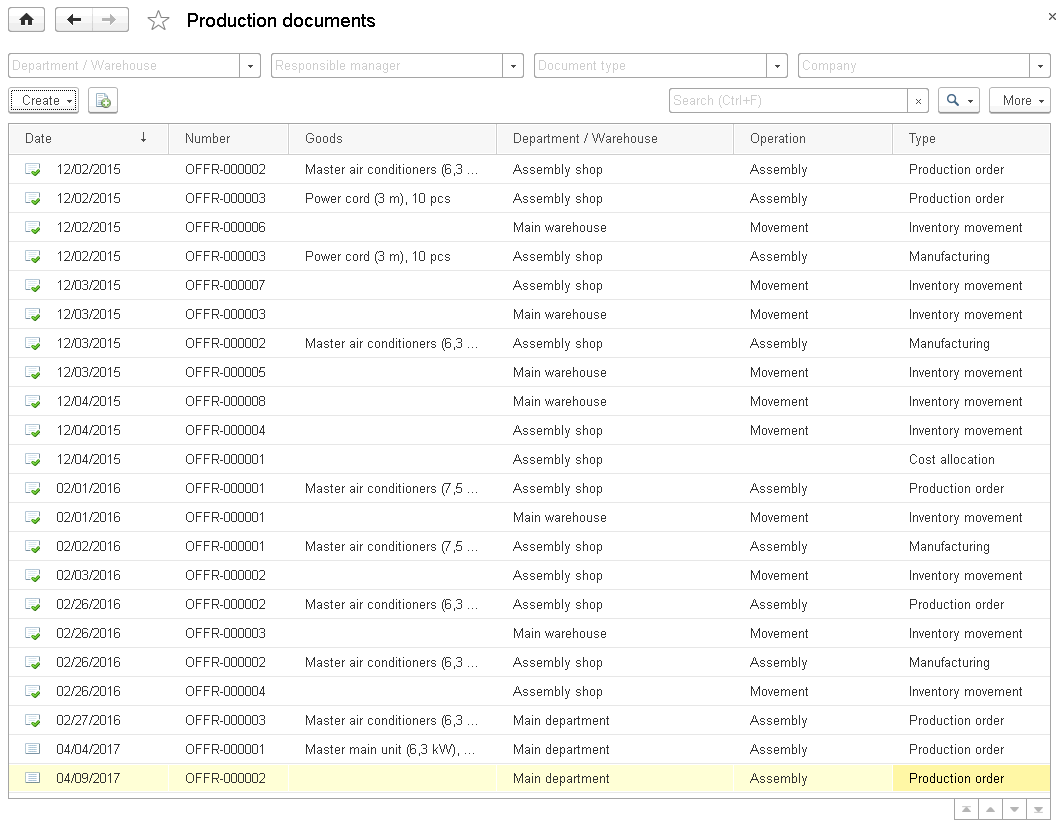 Production documents
Department / Warehouse Responsible manager Document type Company
Create Search (Ctrl+F) × More
Date ↓ Number Goods Department / Warehouse Operation Type
12/02/2015 OFFR-000002 Master air conditioners (6,3 ... Assembly shop Assembly Production order
12/02/2015 OFFR-000003 Power cord (3 m), 10 pcs Assembly shop Assembly Production order
12/02/2015 OFFR-000006 Main warehouse Movement Inventory movement
12/02/2015 OFFR-000003 Power cord (3 m), 10 pcs Assembly shop Assembly Manufacturing
12/03/2015 OFFR-000007 Assembly shop Movement Inventory movement
12/03/2015 OFFR-000003 Main warehouse Movement Inventory movement
12/03/2015 OFFR-000002 Master air conditioners (6,3 ... Assembly shop Assembly Manufacturing
12/03/2015 OFFR-000005 Main warehouse Movement Inventory movement
12/04/2015 OFFR-000008 Main warehouse Movement Inventory movement
12/04/2015 OFFR-000004 Assembly shop Movement Inventory movement
12/04/2015 OFFR-000001 Assembly shop Cost allocation
02/01/2016 OFFR-000001 Master air conditioners (7,5 ... Assembly shop Assembly Production order
02/01/2016 OFFR-000001 Main warehouse Movement Inventory movement
02/02/2016 OFFR-000001 Master air conditioners (7,5 ... Assembly shop Assembly Manufacturing
02/03/2016 OFFR-000002 Assembly shop Movement Inventory movement
02/26/2016 OFFR-000002 Master air conditioners (6,3 ... Assembly shop Assembly Production order
02/26/2016 OFFR-000003 Main warehouse Movement Inventory movement
02/26/2016 OFFR-000002 Master air conditioners (6,3 ... Assembly shop Assembly Manufacturing
02/26/2016 OFFR-000004 Assembly shop Movement Inventory movement
02/27/2016 OFFR-000003 Master air conditioners (6,3 ... Main department Assembly Production order
04/04/2017 OFFR-000001 Master main unit (6,3 kW), ... Main department Assembly Production order
04/09/2017 OFFR-000002 Main department Assembly Production order